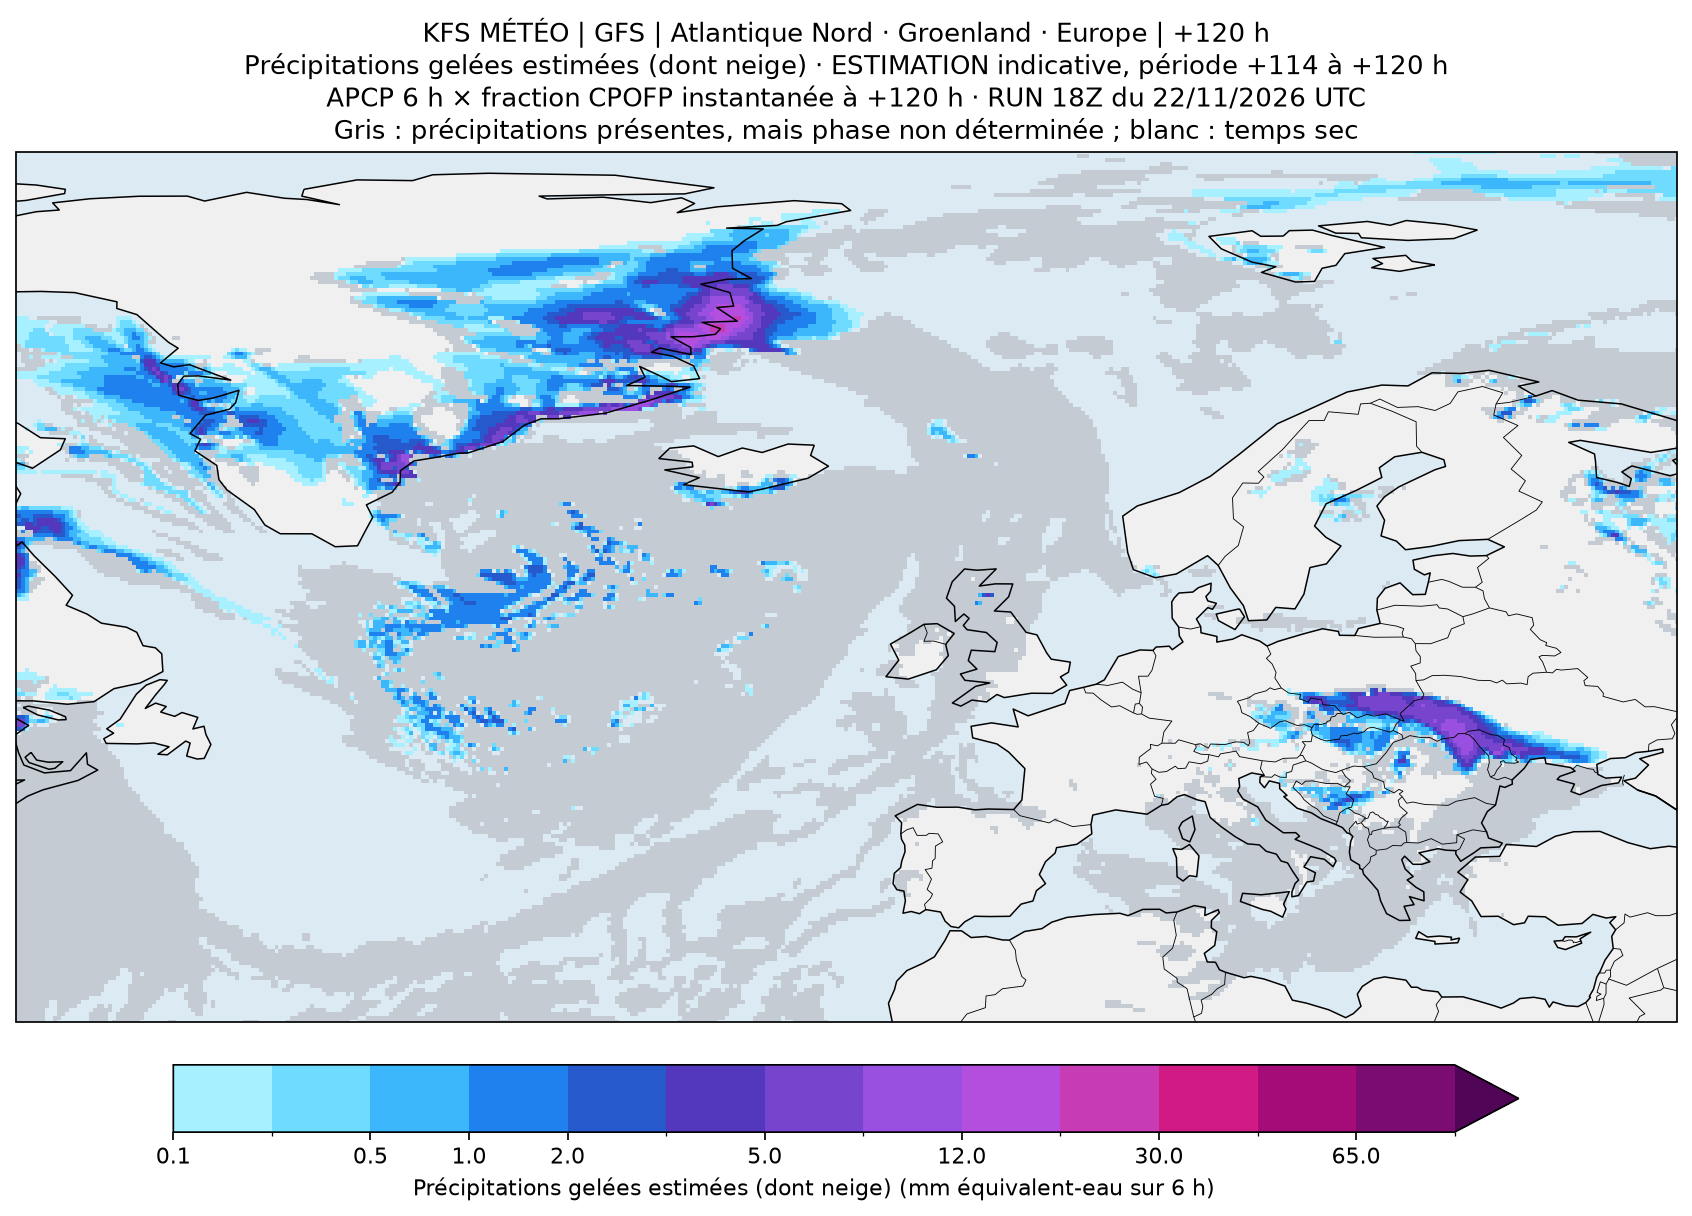 KFS MÉTÉO | GFS | Atlantique Nord · Groenland · Europe | +120 h
Précipitations gelées estimées (dont neige) · ESTIMATION indicative, période +114 à +120 h
APCP 6 h × fraction CPOFP instantanée à +120 h · RUN 18Z du 22/11/2026 UTC
Gris : précipitations présentes, mais phase non déterminée ; blanc : temps sec
0.1 0.5 1.0 2.0 5.0 12.0 30.0 65.0
Précipitations gelées estimées (dont neige) (mm équivalent-eau sur 6 h)